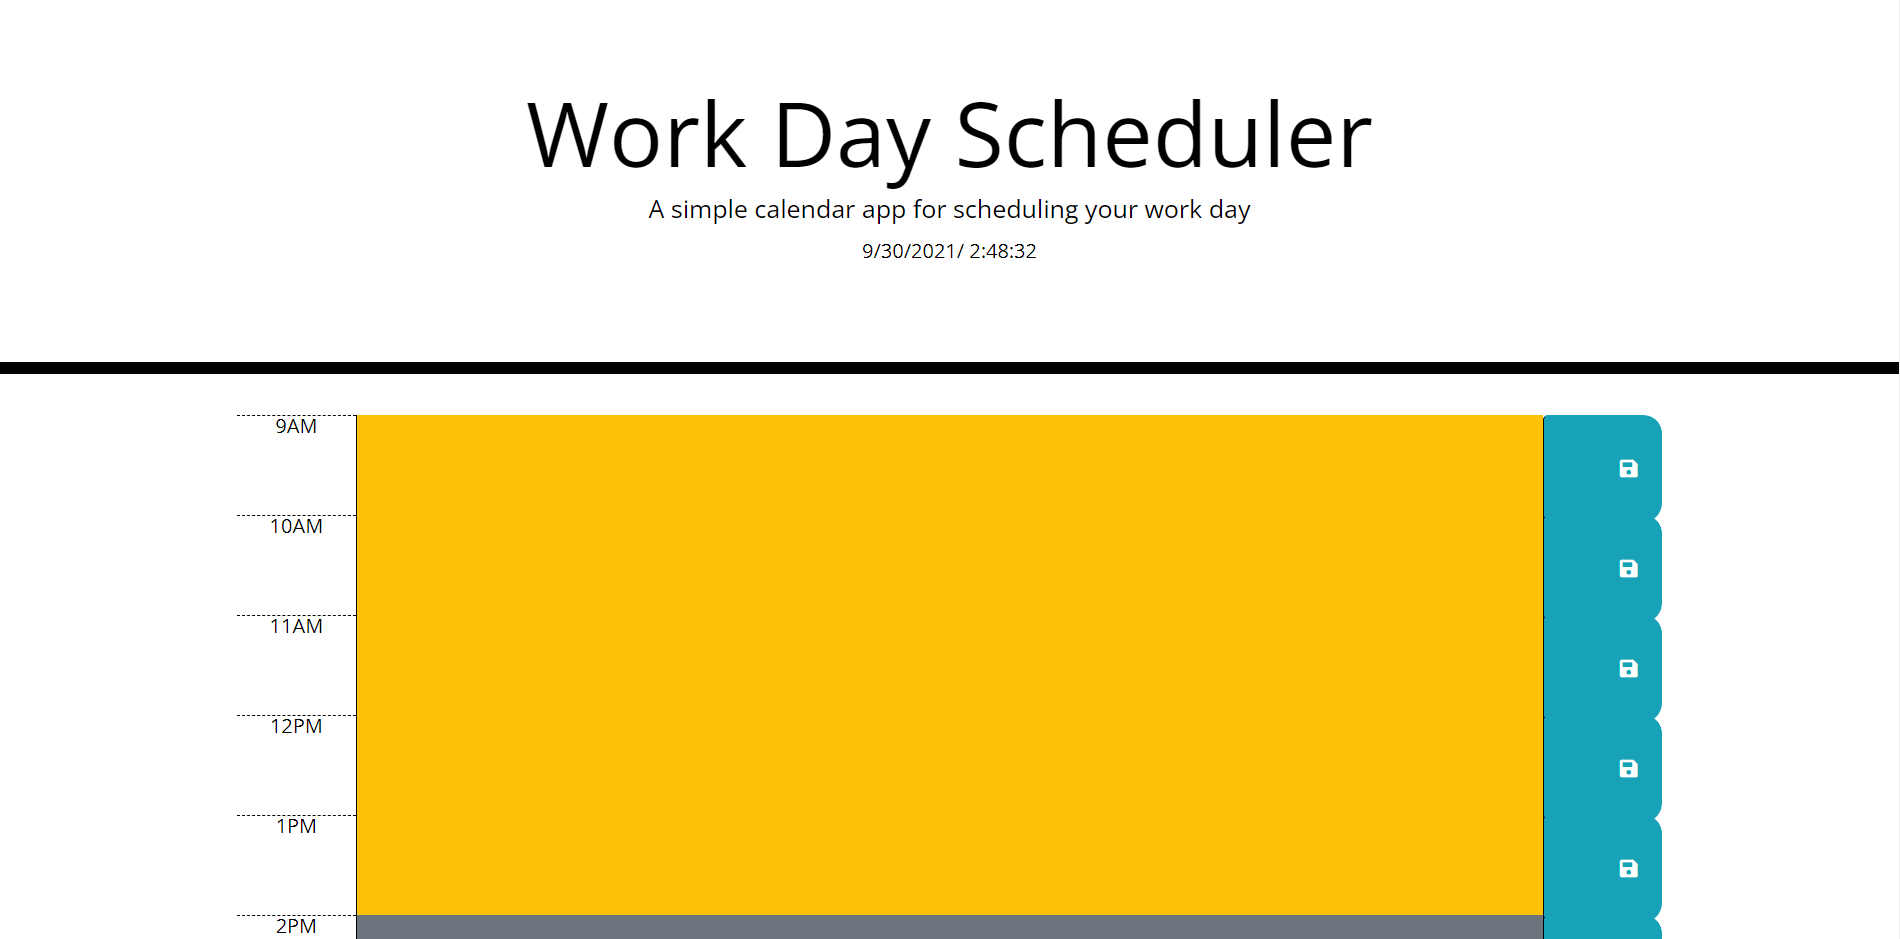 Work Day Scheduler
A simple calendar app for scheduling your work day
9/30/2021/ 2:48:32
9AM
10AM
11AM
12PM
1PM
2PM